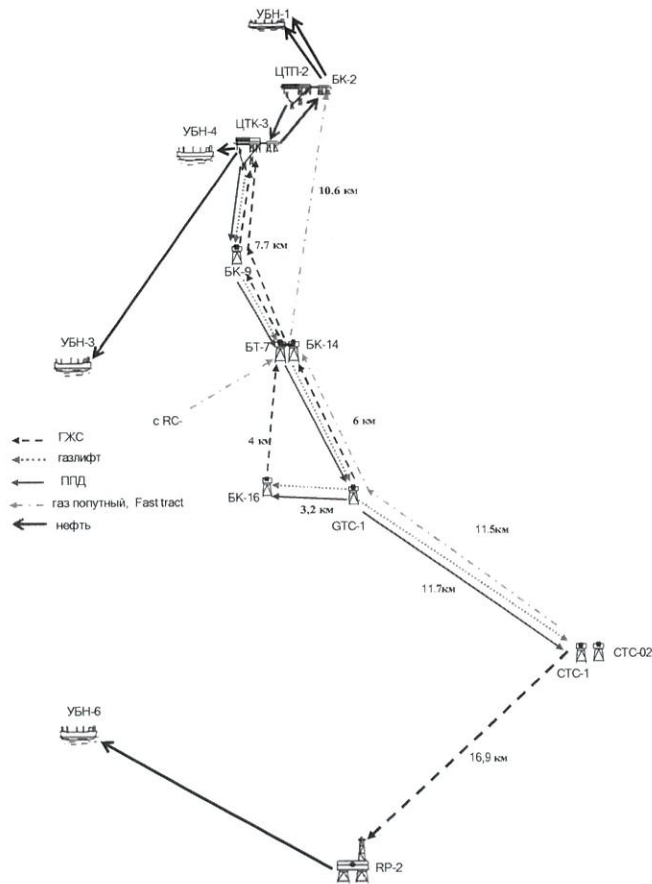 УБН-1
ЦТП-2
БК-2
УБН-4
ЦТК-3
10.6 км
7.7 км
БК-9
БТ-7
БК-14
УБН-3
с RC-
6 км
4 км
ГЖС
газлифт
ППД
газ попутный, Fast tract
нефть
БК-16
3,2 км
GTC-1
11.5км
11.7км
СТС-02
СТС-1
УБН-6
16,9 км
RP-2